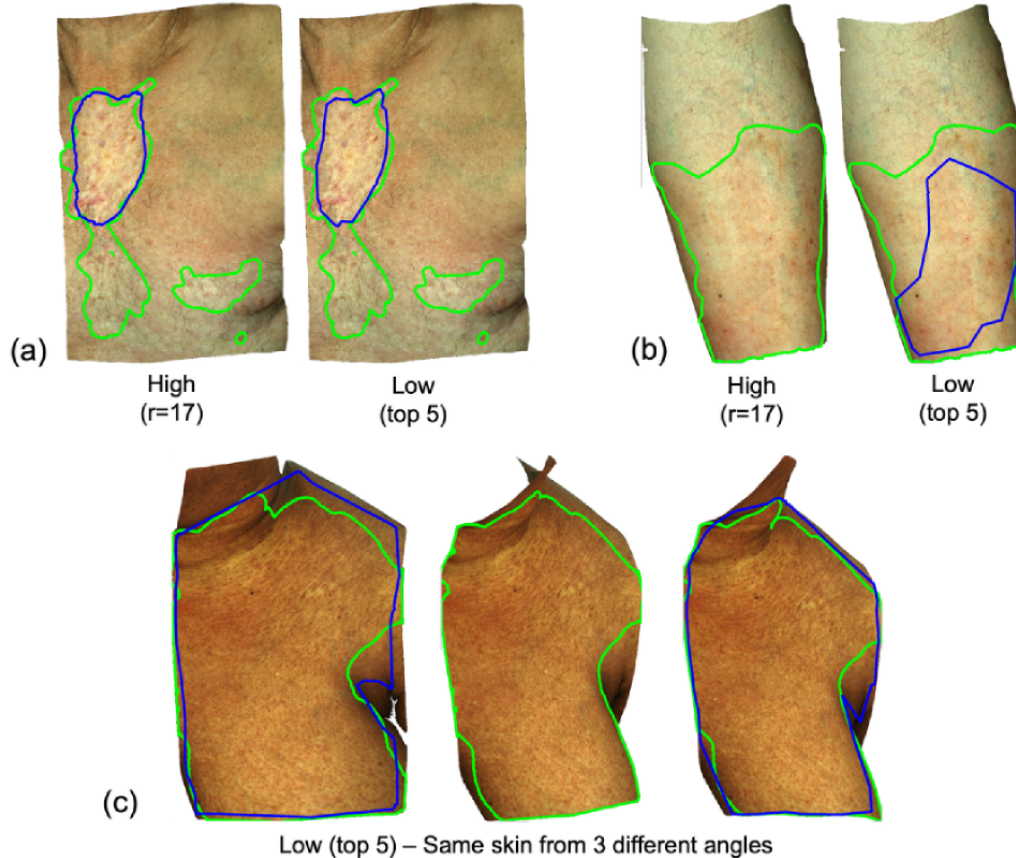 (a)
High
(r=17)
Low
(top 5)
(b)
High
(r=17)
Low
(top 5)
(c)
Low (top 5) – Same skin from 3 different angles